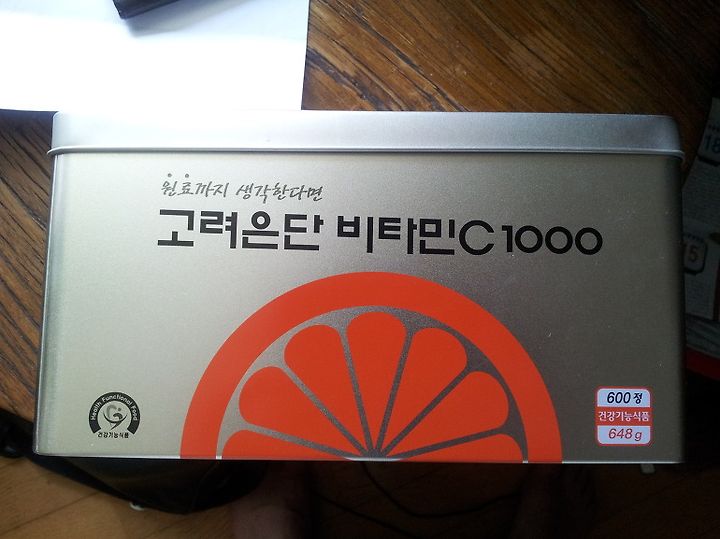 원료까지 생각한다면
고려은단 비타민C 1000
Health Functional Food
건강기능식품
600정
건강기능식품
648g
18
15